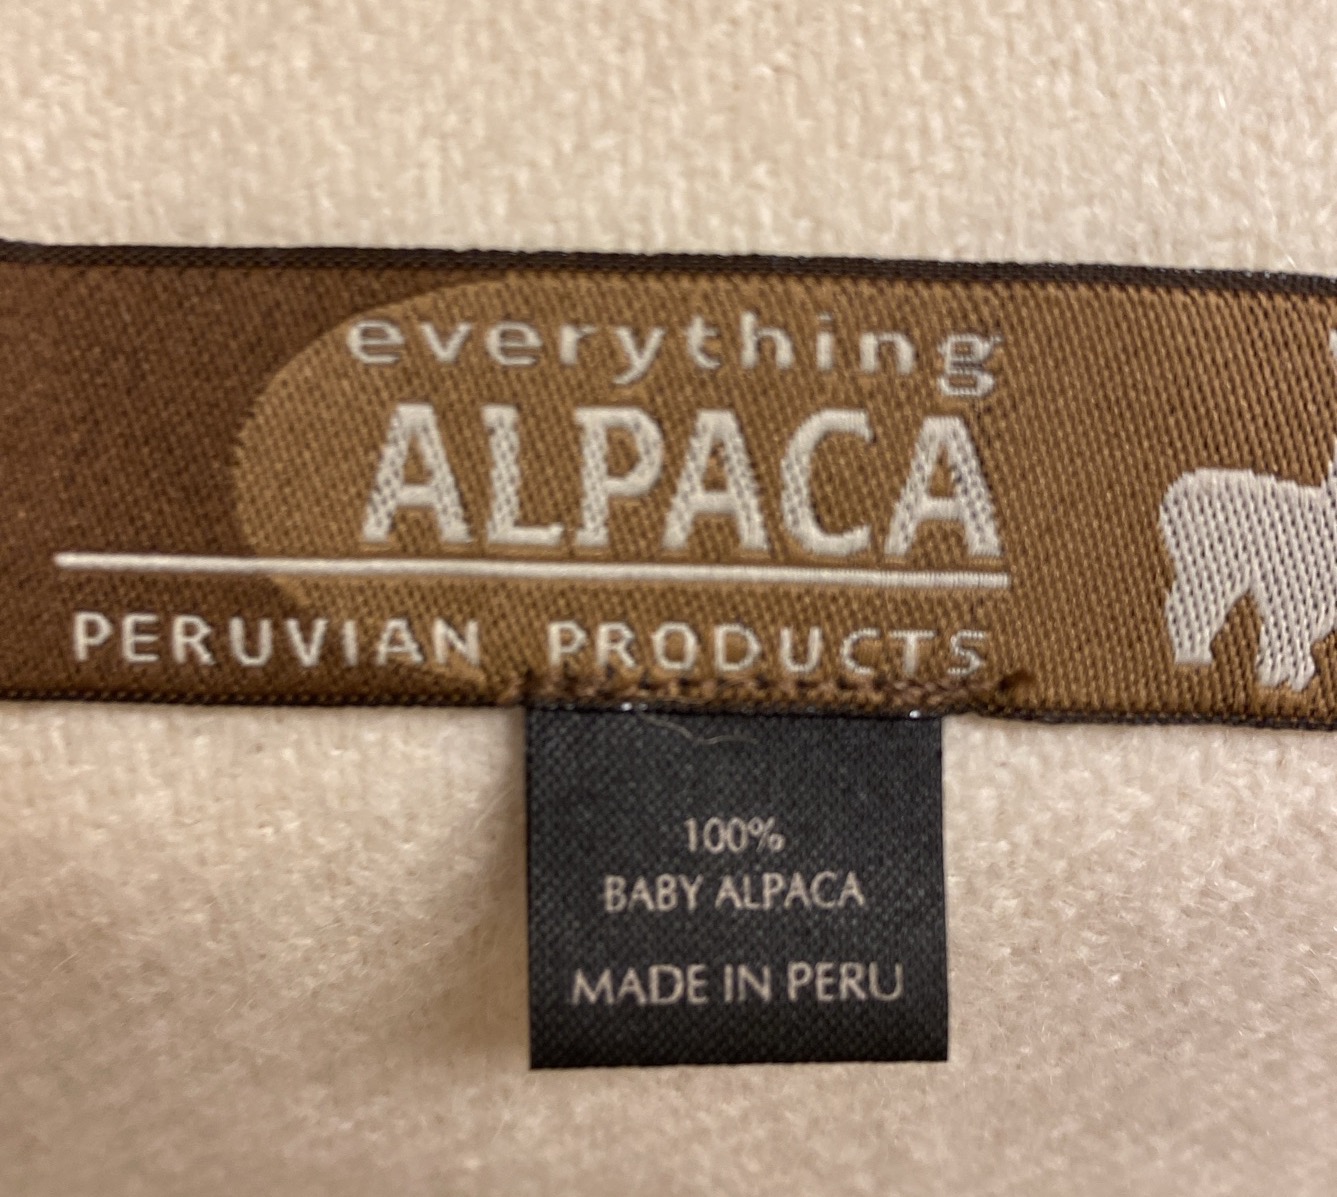 everything
ALPACA
PERUVIAN PRODUCTS
100%
BABY ALPACA
MADE IN PERU